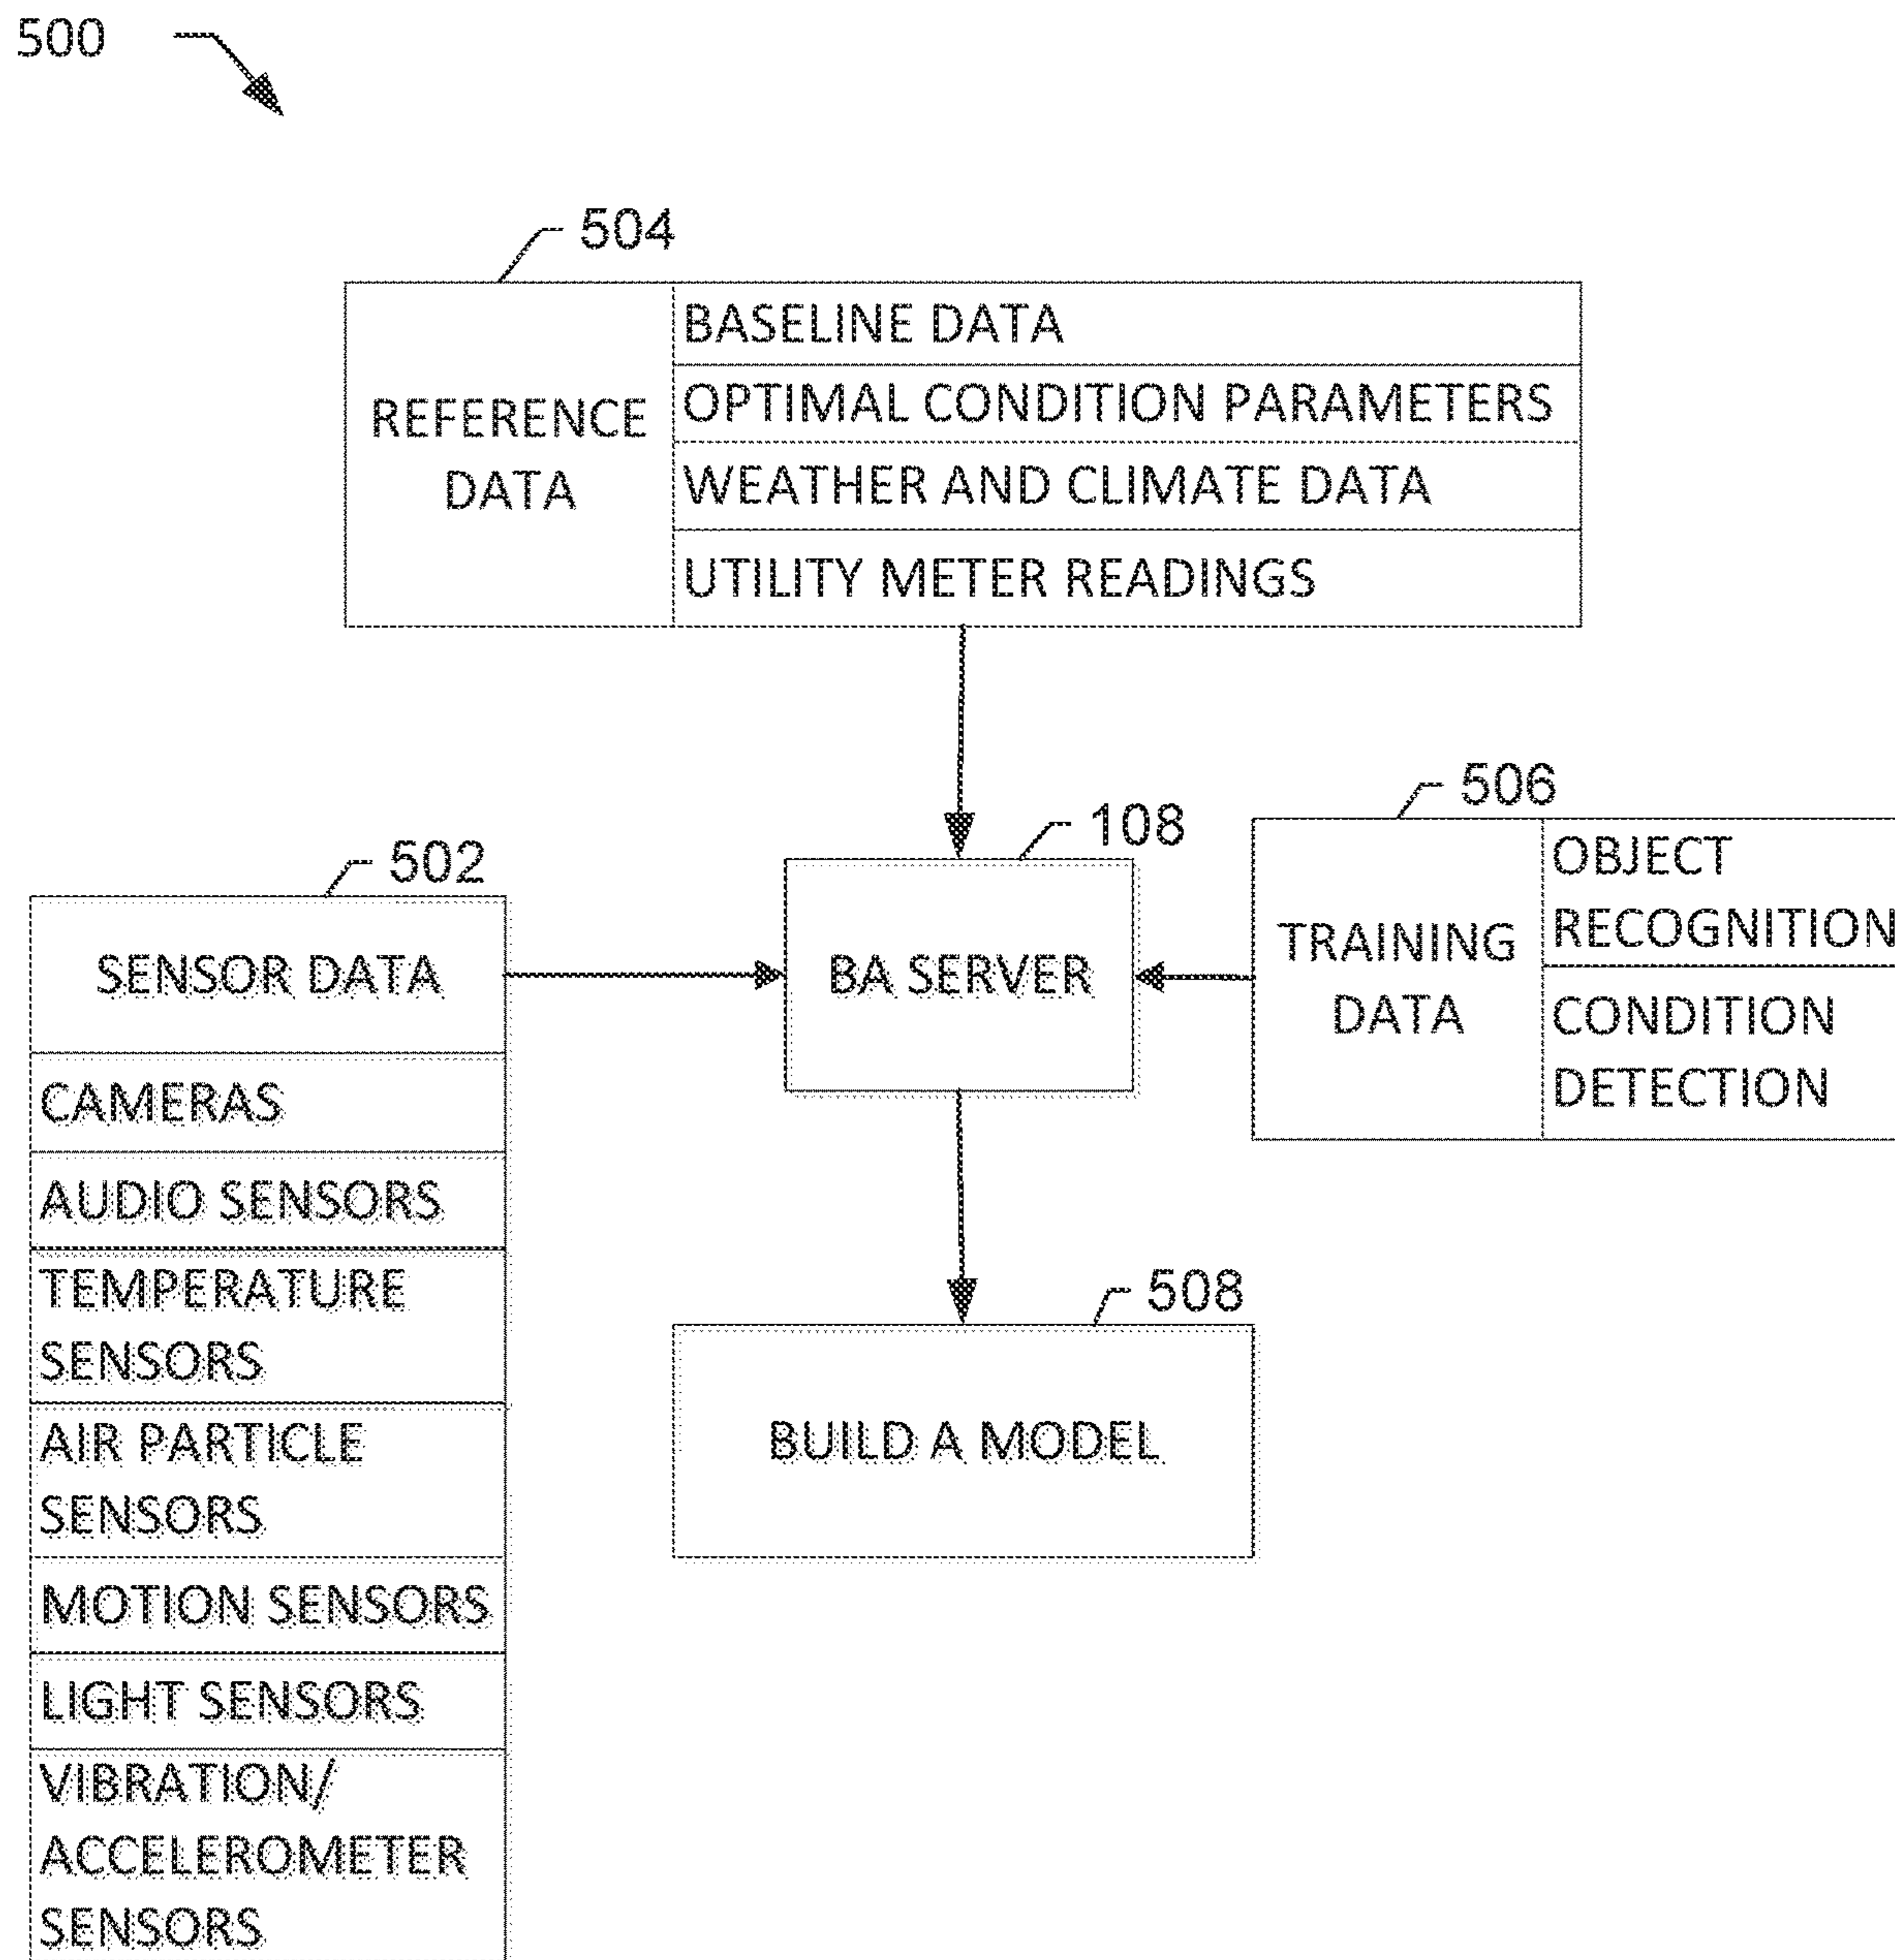 500
504
REFERENCE
DATA
BASELINE DATA
OPTIMAL CONDITION PARAMETERS
WEATHER AND CLIMATE DATA
UTILITY METER READINGS
502
SENSOR DATA
CAMERAS
AUDIO SENSORS
TEMPERATURE
SENSORS
AIR PARTICLE
SENSORS
MOTION SENSORS
LIGHT SENSORS
VIBRATION/
ACCELEROMETER
SENSORS
108
BA SERVER
506
TRAINING
DATA
OBJECT
RECOGNITION
CONDITION
DETECTION
508
BUILD A MODEL